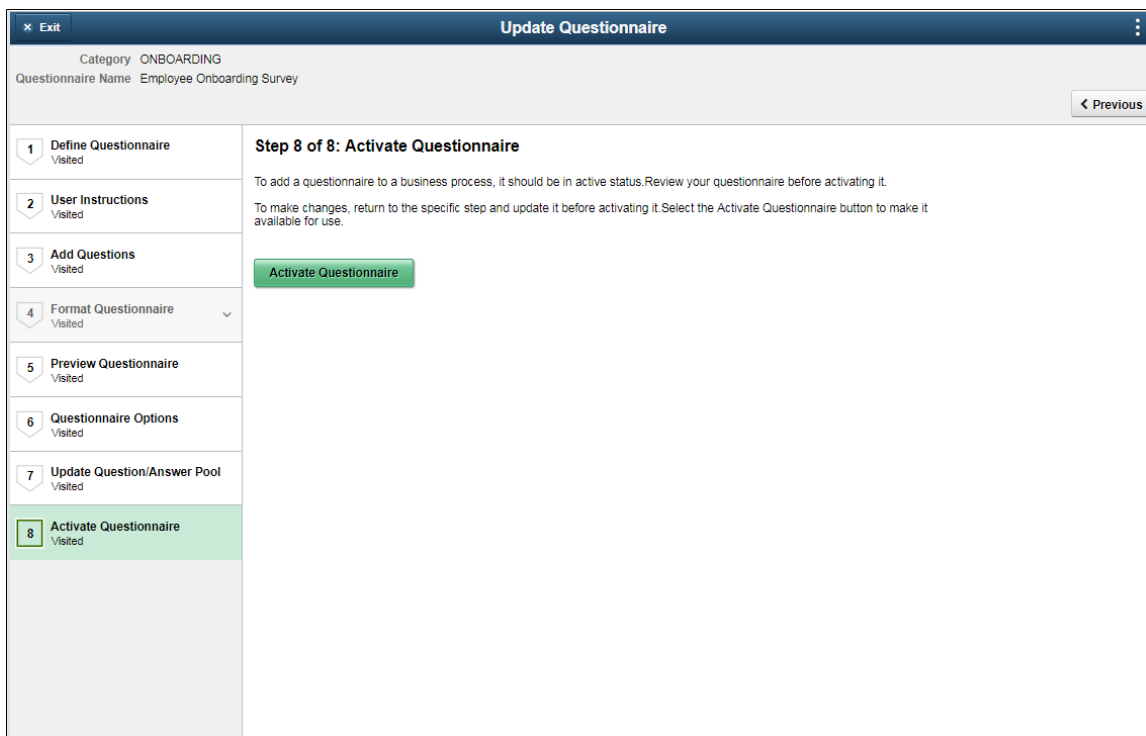 × Exit
Update Questionnaire
Category ONBOARDING
Questionnaire Name Employee Onboarding Survey
Previous
1 Define Questionnaire
Visited
2 User Instructions
Visited
3 Add Questions
Visited
4 Format Questionnaire
Visited
5 Preview Questionnaire
Visited
6 Questionnaire Options
Visited
7 Update Question/Answer Pool
Visited
8 Activate Questionnaire
Visited
Step 8 of 8: Activate Questionnaire
To add a questionnaire to a business process, it should be in active status.Review your questionnaire before activating it.
To make changes, return to the specific step and update it before activating it.Select the Activate Questionnaire button to make it
available for use.
Activate Questionnaire